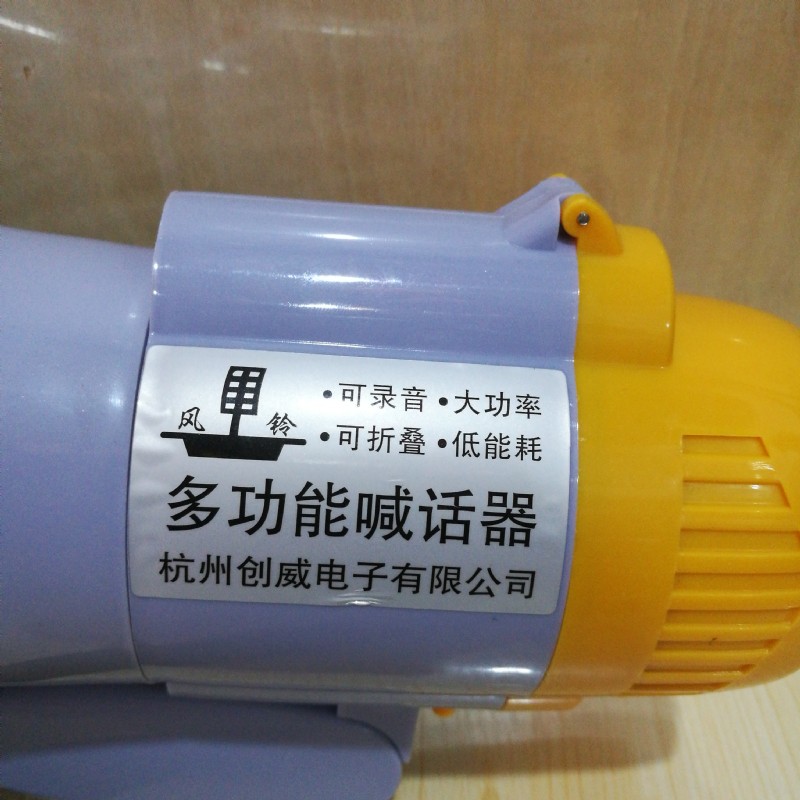 风铃
•可录音•大功率
•可折叠•低能耗
多功能喊话器
杭州创威电子有限公司